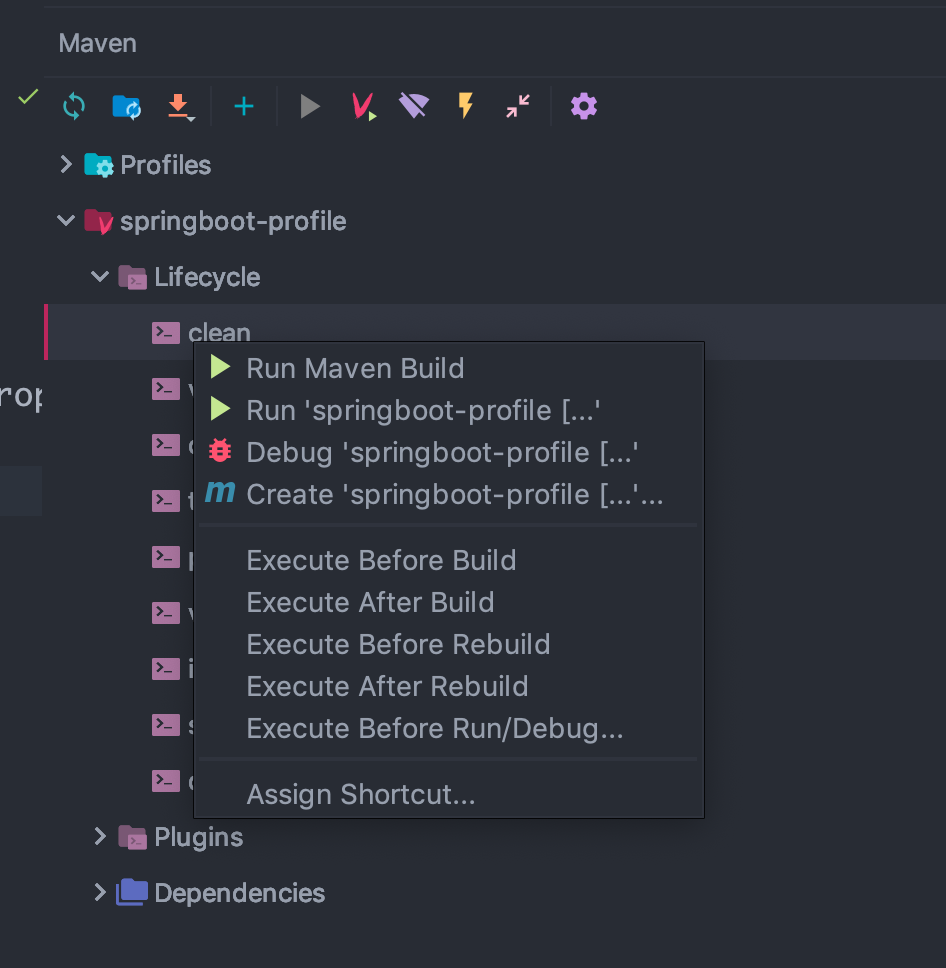 Maven
Profiles
springboot-profile
Lifecycle
clean
Run Maven Build
Run 'springboot-profile [...'
Debug 'springboot-profile [...'
Create 'springboot-profile [...'...
Execute Before Build
Execute After Build
Execute Before Rebuild
Execute After Rebuild
Execute Before Run/Debug...
Assign Shortcut...
Plugins
Dependencies